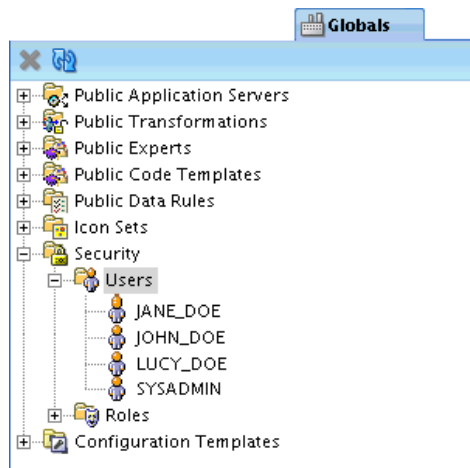 Globals
Public Application Servers
Public Transformations
Public Experts
Public Code Templates
Public Data Rules
Icon Sets
Security
Users
JANE_DOE
JOHN_DOE
LUCY_DOE
SYSADMIN
Roles
Configuration Templates